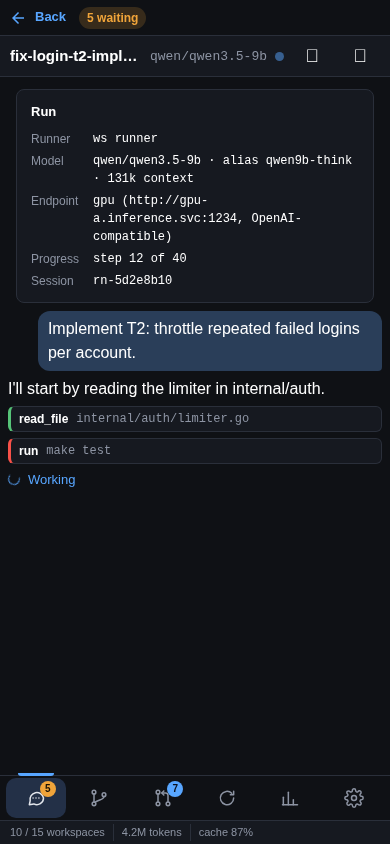 Back
5 waiting
fix-login-t2-impl…
qwen/qwen3.5-9b
Run
Runner ws runner
Model qwen/qwen3.5-9b · alias qwen9b-think
· 131k context
Endpoint gpu (http://gpu-
a.inference.svc:1234, OpenAI-
compatible)
Progress step 12 of 40
Session rn-5d2e8b10
Implement T2: throttle repeated failed logins
per account.
I'll start by reading the limiter in internal/auth.
read_file internal/auth/limiter.go
run make test
Working
5
7
10 / 15 workspaces
4.2M tokens
cache 87%